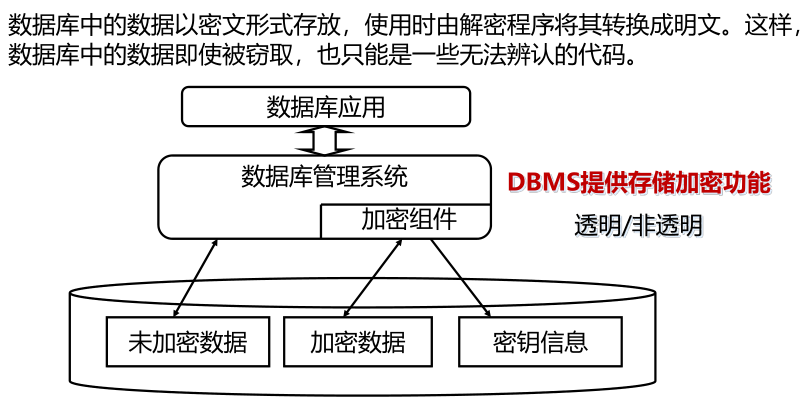 数据库中的数据以密文形式存放，使用时由解密程序将其转换成明文。这样，
数据库中的数据即使被窃取，也只能是一些无法辨认的代码。
数据库应用
数据库管理系统
DBMS提供存储加密功能
加密组件
透明/非透明
未加密数据
加密数据
密钥信息